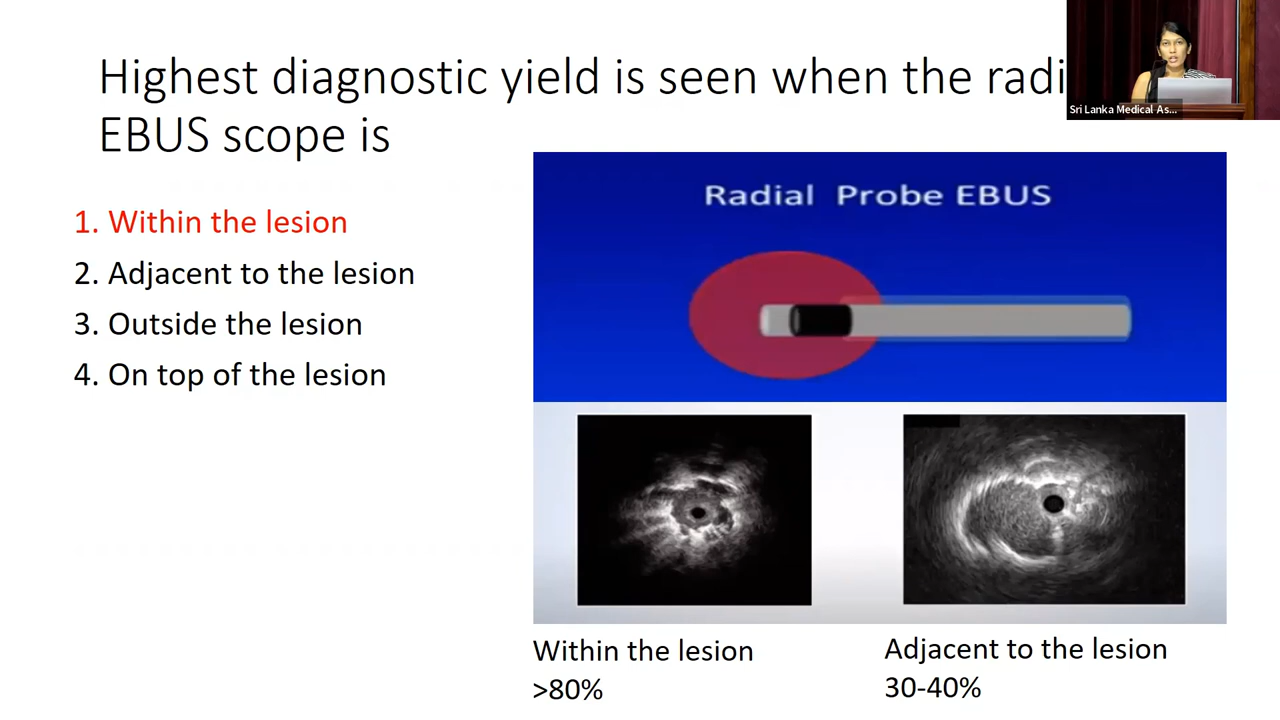 Highest diagnostic yield is seen when the
EBUS scope is
Sri Lanka Medical As...
1. Within the lesion
2. Adjacent to the lesion
3. Outside the lesion
4. On top of the lesion
Radial Probe EBUS
Within the lesion
>80%
Adjacent to the lesion
30-40%